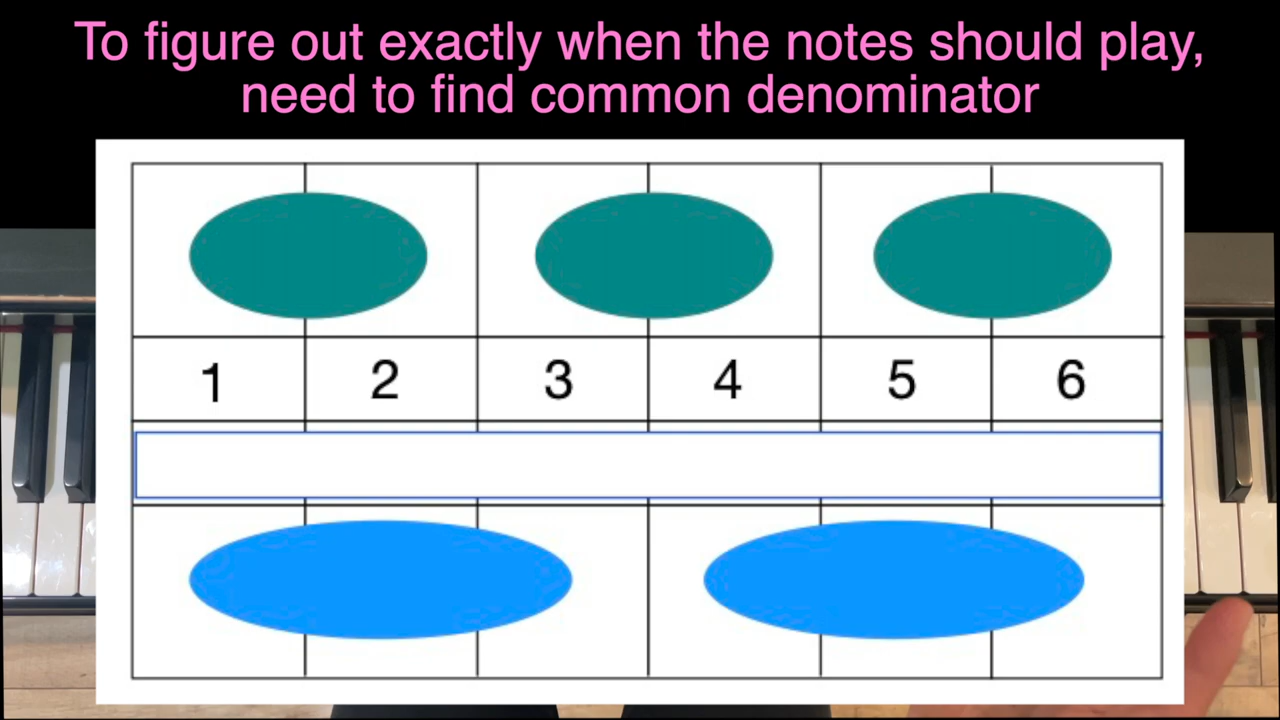 To figure out exactly when the notes should play,
need to find common denominator
1 2 3 4 5 6